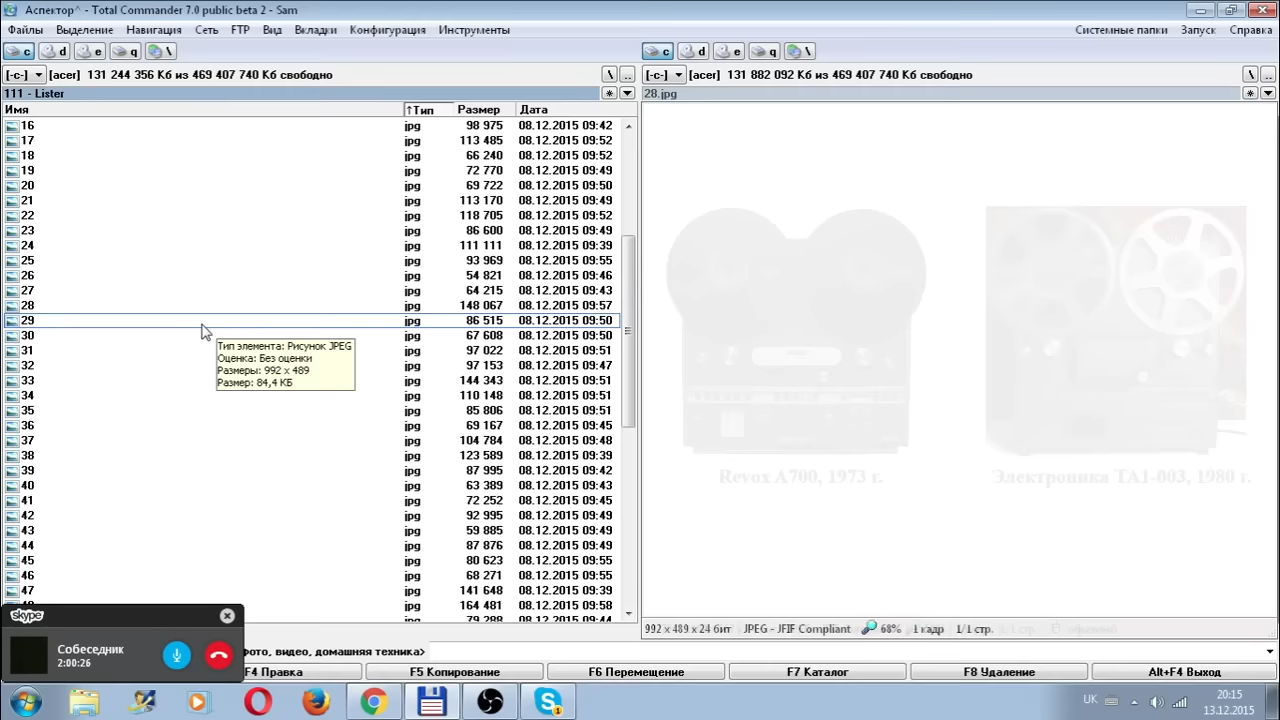 Аспектор^ - Total Commander 7.0 public beta 2 - Sam
Файлы Выделение Навигация Сеть FTP Вид Вкладки Конфигурация Инструменты Системные папки Запуск Справка
c d e q \ c d e q \
[-c-] [acer] 131 244 356 Кб из 469 407 740 Кб свободно \ .. [-c-] [acer] 131 882 092 Кб из 469 407 740 Кб свободно \ ..
111 - Lister * 28.jpg *
Имя ↑Тип Размер Дата
16 jpg 98 975 08.12.2015 09:42
17 jpg 113 485 08.12.2015 09:52
18 jpg 66 240 08.12.2015 09:52
19 jpg 72 770 08.12.2015 09:49
20 jpg 69 722 08.12.2015 09:50
21 jpg 113 170 08.12.2015 09:49
22 jpg 118 705 08.12.2015 09:52
23 jpg 86 600 08.12.2015 09:49
24 jpg 111 111 08.12.2015 09:39
25 jpg 93 969 08.12.2015 09:55
26 jpg 54 821 08.12.2015 09:46
27 jpg 64 215 08.12.2015 09:43
28 jpg 148 067 08.12.2015 09:57
29 jpg 86 515 08.12.2015 09:50
30 jpg 67 608 08.12.2015 09:50
31 jpg 97 022 08.12.2015 09:51
32 jpg 97 153 08.12.2015 09:47
33 jpg 144 343 08.12.2015 09:51
34 jpg 110 148 08.12.2015 09:51
35 jpg 85 806 08.12.2015 09:51
36 jpg 69 167 08.12.2015 09:45
37 jpg 104 784 08.12.2015 09:48
38 jpg 123 589 08.12.2015 09:39
39 jpg 87 995 08.12.2015 09:42
40 jpg 63 389 08.12.2015 09:43
41 jpg 72 252 08.12.2015 09:55
42 jpg 92 995 08.12.2015 09:49
43 jpg 59 885 08.12.2015 09:49
44 jpg 87 876 08.12.2015 09:49
45 jpg 80 623 08.12.2015 09:55
46 jpg 68 271 08.12.2015 09:55
47 jpg 141 648 08.12.2015 09:39
jpg 164 481 08.12.2015 09:58
jpg 79 288 08.12.2015 09:44
Тип элемента: Рисунок JPEG
Оценка: Без оценки
Размеры: 992 x 489
Размер: 84,4 КБ
Revox A700, 1973 Электроника ТА1-003, 1980 г.
992 x 489 x 24 бит JPEG - JFIF Compliant 68% 1 кадр 1/1 стр.
skype
Собеседник
2:00:26
фото, видео, домашняя техника>
F4 Правка F5 Копирование F6 Перемещение F7 Каталог F8 Удаление Alt+F4 Выход
UK 20:15
13.12.2015